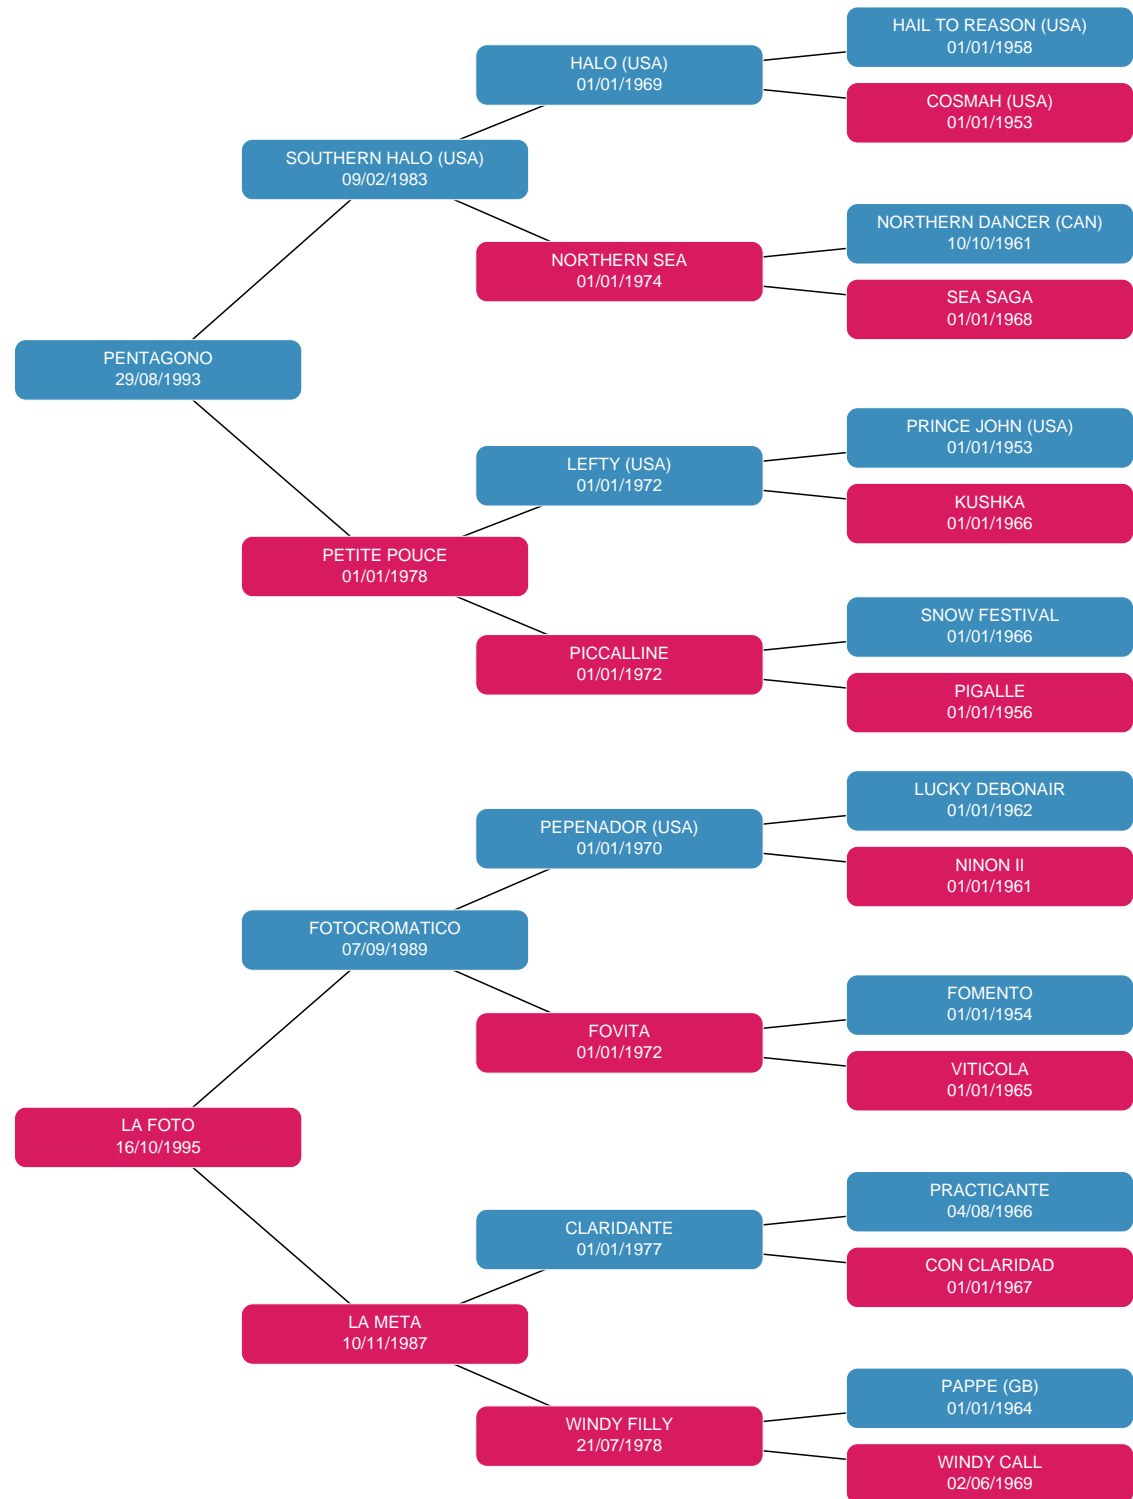 HAIL TO REASON (USA)
01/01/1958
HALO (USA)
01/01/1969
COSMAH (USA)
01/01/1953
SOUTHERN HALO (USA)
09/02/1983
NORTHERN DANCER (CAN)
10/10/1961
NORTHERN SEA
01/01/1974
SEA SAGA
01/01/1968
PENTAGONO
29/08/1993
PRINCE JOHN (USA)
01/01/1953
LEFTY (USA)
01/01/1972
KUSHKA
01/01/1966
PETITE POUCE
01/01/1978
SNOW FESTIVAL
01/01/1966
PICCALLINE
01/01/1972
PIGALLE
01/01/1956
LUCKY DEBONAIR
01/01/1962
PEPENADOR (USA)
01/01/1970
NINON II
01/01/1961
FOTOCROMATICO
07/09/1989
FOMENTO
01/01/1954
FOVITA
01/01/1972
VITICOLA
01/01/1965
LA FOTO
16/10/1995
PRACTICANTE
04/08/1966
CLARIDANTE
01/01/1977
CON CLARIDAD
01/01/1967
LA META
10/11/1987
PAPPE (GB)
01/01/1964
WINDY FILLY
21/07/1978
WINDY CALL
02/06/1969